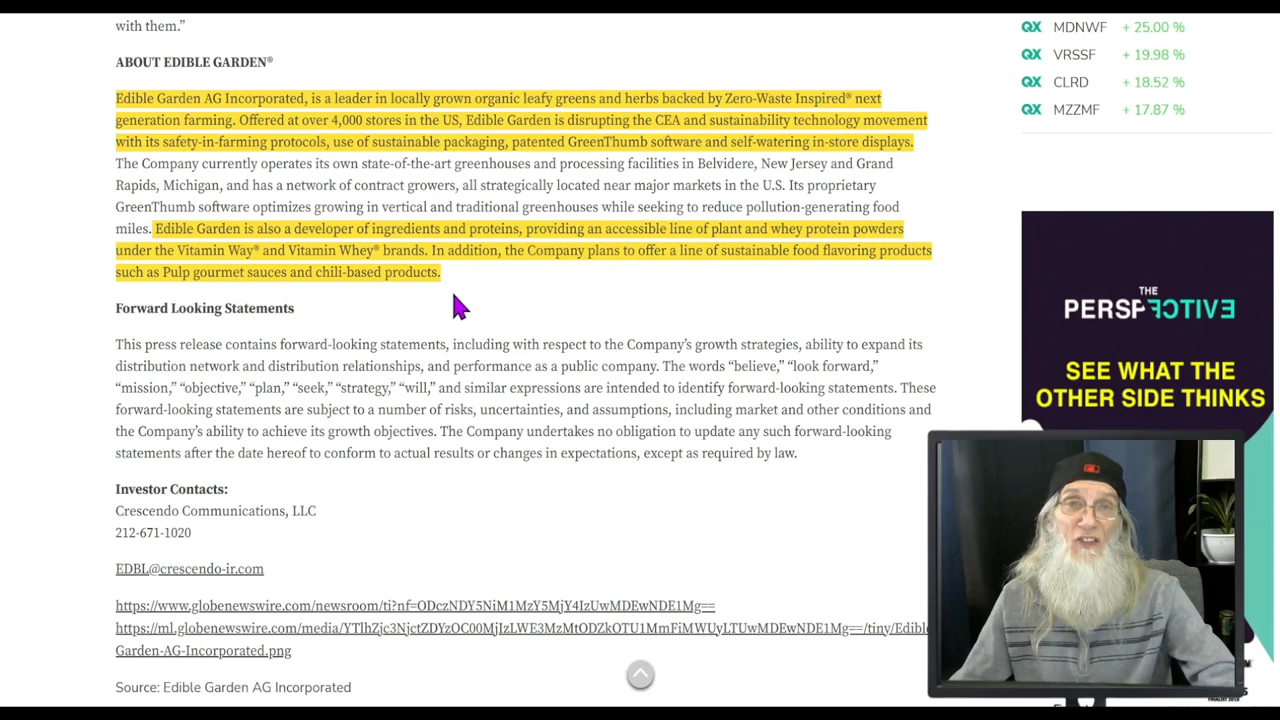 with them.”
ABOUT EDIBLE GARDEN®
Edible Garden AG Incorporated, is a leader in locally grown organic leafy greens and herbs backed by Zero-Waste Inspired® next
generation farming. Offered at over 4,000 stores in the US, Edible Garden is disrupting the CEA and sustainability technology movement
with its safety-in-farming protocols, use of sustainable packaging, patented GreenThumb software and self-watering in-store displays.
The Company currently operates its own state-of-the-art greenhouses and processing facilities in Belvidere, New Jersey and Grand
Rapids, Michigan, and has a network of contract growers, all strategically located near major markets in the U.S. Its proprietary
GreenThumb software optimizes growing in vertical and traditional greenhouses while seeking to reduce pollution-generating food
miles. Edible Garden is also a developer of ingredients and proteins, providing an accessible line of plant and whey protein powders
under the Vitamin Way® and Vitamin Whey® brands. In addition, the Company plans to offer a line of sustainable food flavoring products
such as Pulp gourmet sauces and chili-based products.
Forward Looking Statements
This press release contains forward-looking statements, including with respect to the Company’s growth strategies, ability to expand its
distribution network and distribution relationships, and performance as a public company. The words “believe,” “look forward,”
“mission,” “objective,” “plan,” “seek,” “strategy,” “will,” and similar expressions are intended to identify forward-looking statements. These
forward-looking statements are subject to a number of risks, uncertainties, and assumptions, including market and other conditions and
the Company’s ability to achieve its growth objectives. The Company undertakes no obligation to update any such forward-looking
statements after the date hereof to conform to actual results or changes in expectations, except as required by law.
Investor Contacts:
Crescendo Communications, LLC
212-671-1020
EDBL@crescendo-ir.com
https://www.globenewswire.com/newsroom/ti?nf=ODczNDY5NiM1MzY5MjY4IzUwMDEwNDE1Mg==
https://ml.globenewswire.com/media/YTlhZjc3NjctZDYzOC00MjIzLWE3MzMtODZkOTU1MmFiMWUyLTUwMDEwNDE1Mg==/tiny/Edible
Garden-AG-Incorporated.png
Source: Edible Garden AG Incorporated
QX MDNWF + 25.00 %
QX VRSSF + 19.98 %
QX CLRD + 18.52 %
QX MZZMF + 17.87 %
THE
PERSPECTIVE
SEE WHAT THE
OTHER SIDE THINKS